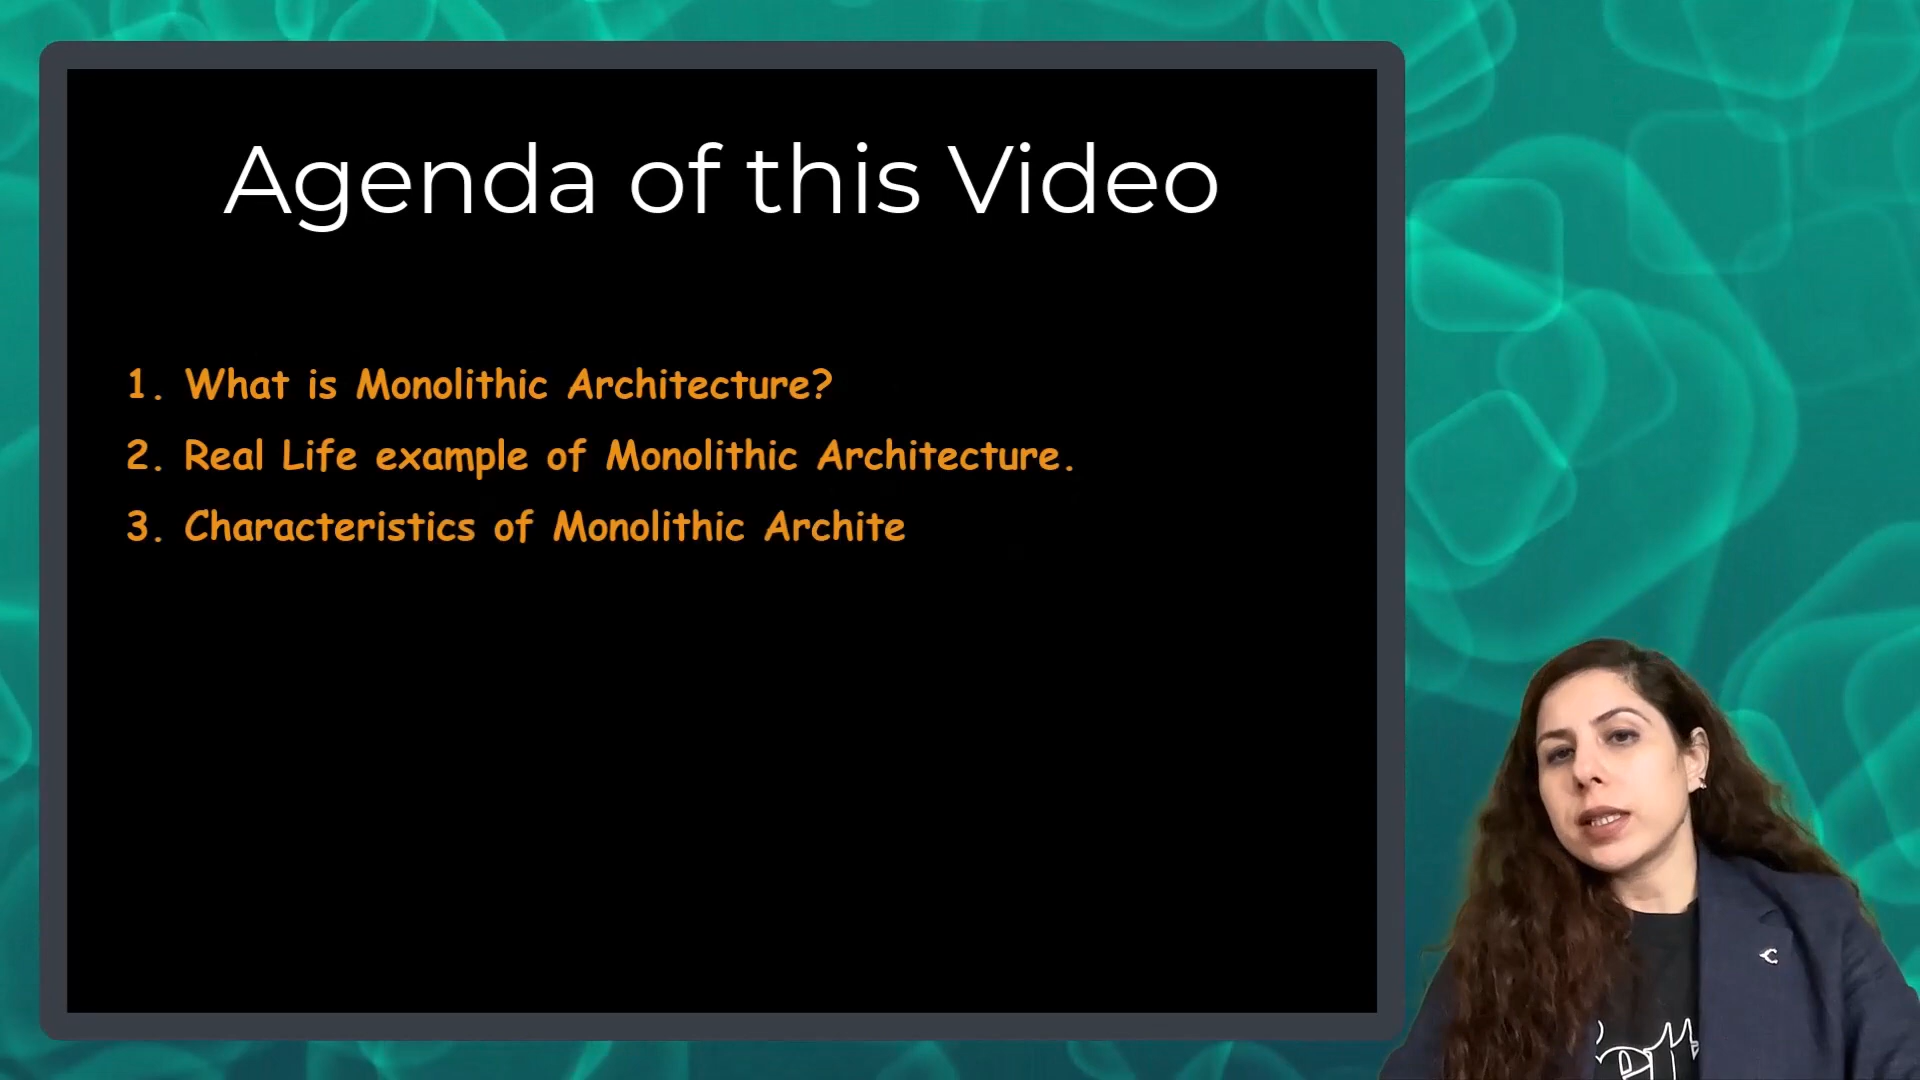 Agenda of this Video
1. What is Monolithic Architecture?
2. Real Life example of Monolithic Architecture.
3. Characteristics of Monolithic Archite